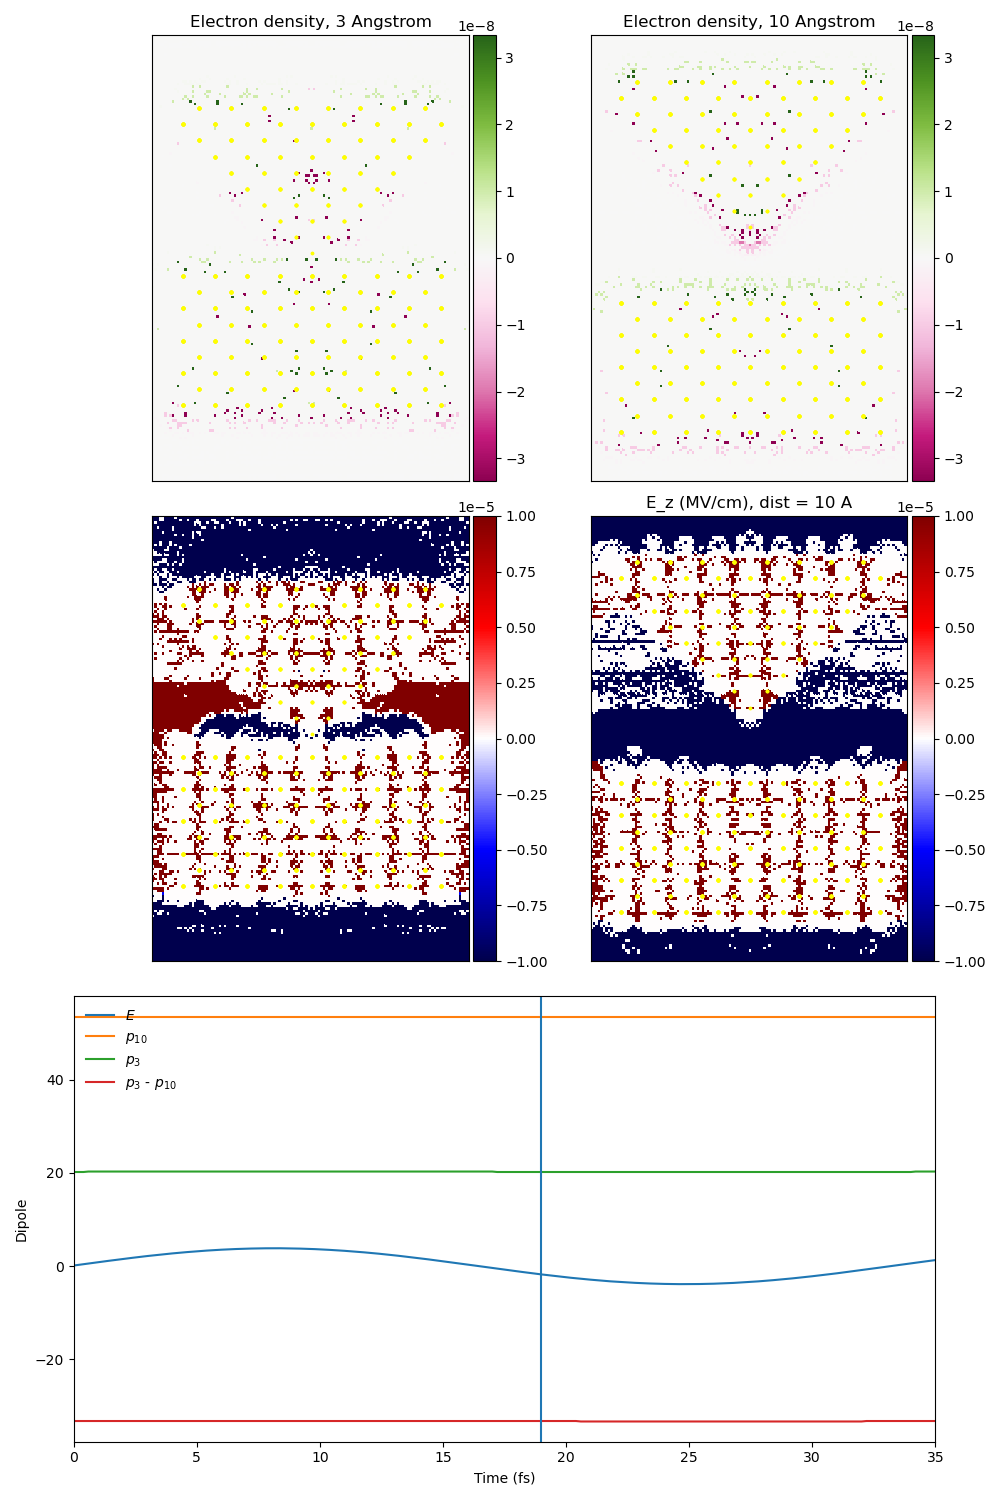 Electron density, 3 Angstrom
1e−8
3
2
1
0
−1
−2
−3
Electron density, 10 Angstrom
1e−8
3
2
1
0
−1
−2
−3
1e−5
1.00
0.75
0.50
0.25
0.00
−0.25
−0.50
−0.75
−1.00
E_z (MV/cm), dist = 10 A
1e−5
1.00
0.75
0.50
0.25
0.00
−0.25
−0.50
−0.75
−1.00
E
p10
p3
p3 - p10
40
20
0
−20
Dipole
0 5 10 15 20 25 30 35
Time (fs)